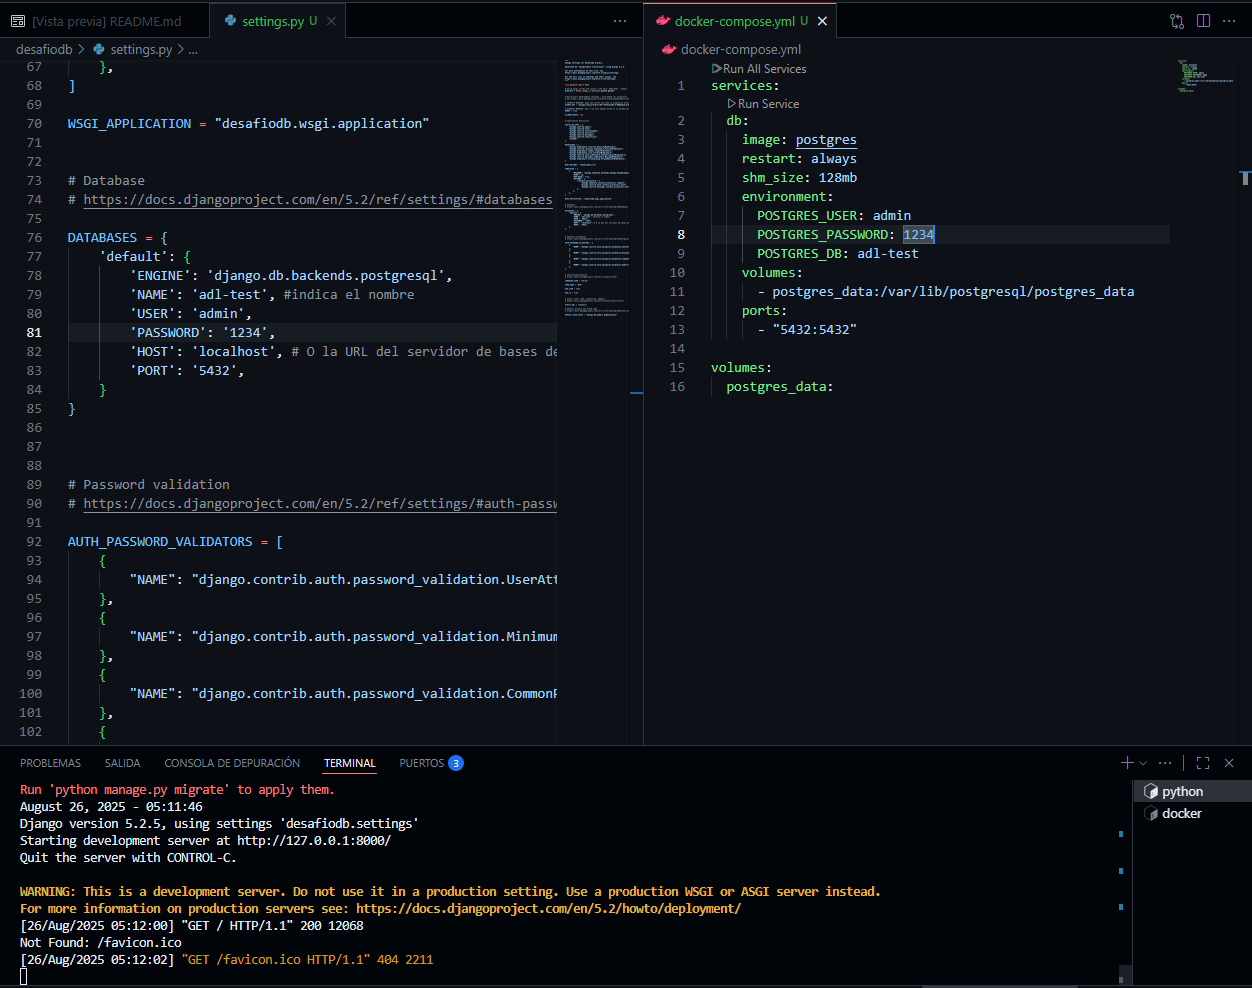 [Vista previa] README.md
settings.py U
desafiodb > settings.py > ...
67 },
68 ]
69
70 WSGI_APPLICATION = "desafiodb.wsgi.application"
71
72
73 # Database
74 # https://docs.djangoproject.com/en/5.2/ref/settings/#databases
75
76 DATABASES = {
77 'default': {
78 'ENGINE': 'django.db.backends.postgresql',
79 'NAME': 'adl-test', #indica el nombre
80 'USER': 'admin',
81 'PASSWORD': '1234',
82 'HOST': 'localhost', # O la URL del servidor de bases de
83 'PORT': '5432',
84 }
85 }
86
87
88
89 # Password validation
90 # https://docs.djangoproject.com/en/5.2/ref/settings/#auth-passw
91
92 AUTH_PASSWORD_VALIDATORS = [
93 {
94 "NAME": "django.contrib.auth.password_validation.UserAtt
95 },
96 {
97 "NAME": "django.contrib.auth.password_validation.Minimum
98 },
99 {
100 "NAME": "django.contrib.auth.password_validation.CommonP
101 },
102 {
docker-compose.yml U
docker-compose.yml
Run All Services
1 services:
Run Service
2 db:
3 image: postgres
4 restart: always
5 shm_size: 128mb
6 environment:
7 POSTGRES_USER: admin
8 POSTGRES_PASSWORD: 1234
9 POSTGRES_DB: adl-test
10 volumes:
11 - postgres_data:/var/lib/postgresql/postgres_data
12 ports:
13 - "5432:5432"
14
15 volumes:
16 postgres_data:
PROBLEMAS SALIDA CONSOLA DE DEPURACIÓN TERMINAL PUERTOS 3
Run 'python manage.py migrate' to apply them.
August 26, 2025 - 05:11:46
Django version 5.2.5, using settings 'desafiodb.settings'
Starting development server at http://127.0.0.1:8000/
Quit the server with CONTROL-C.
WARNING: This is a development server. Do not use it in a production setting. Use a production WSGI or ASGI server instead.
For more information on production servers see: https://docs.djangoproject.com/en/5.2/howto/deployment/
[26/Aug/2025 05:12:00] "GET / HTTP/1.1" 200 12068
Not Found: /favicon.ico
[26/Aug/2025 05:12:02] "GET /favicon.ico HTTP/1.1" 404 2211
python
docker